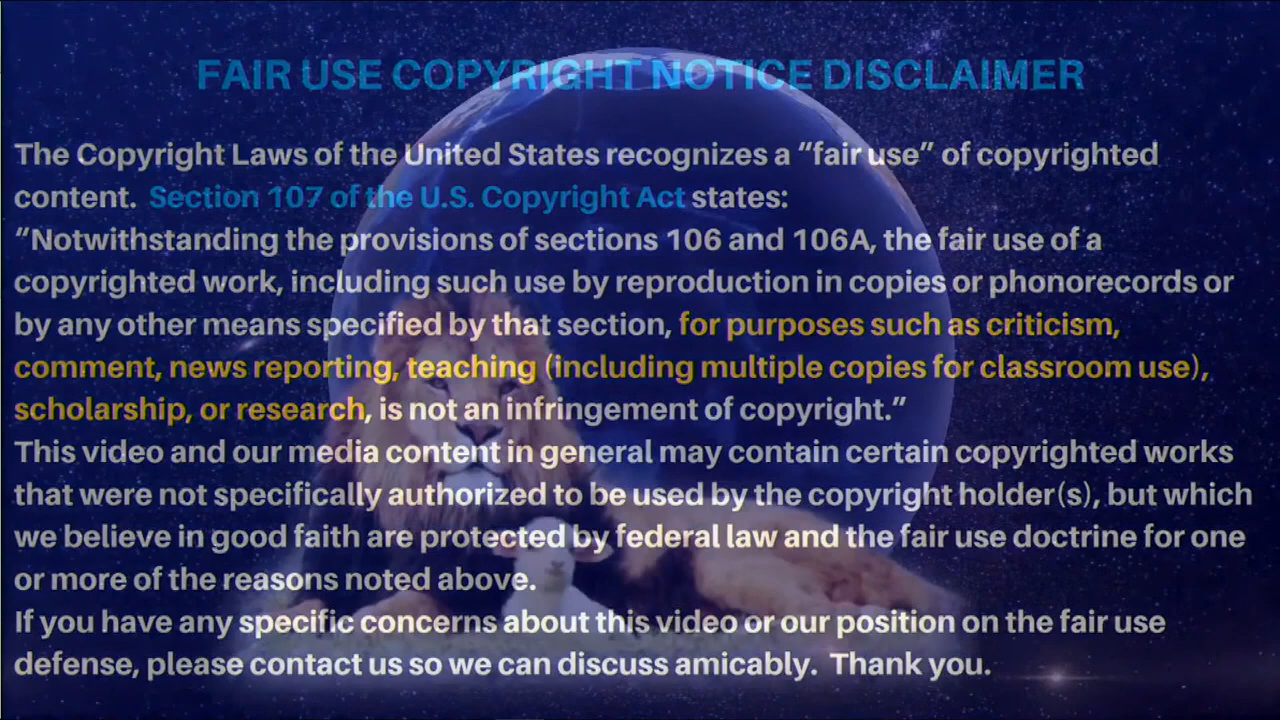 FAIR USE COPYRIGHT NOTICE DISCLAIMER
The Copyright Laws of the United States recognizes a “fair use” of copyrighted
content. Section 107 of the U.S. Copyright Act states:
“Notwithstanding the provisions of sections 106 and 106A, the fair use of a
copyrighted work, including such use by reproduction in copies or phonorecords or
by any other means specified by that section, for purposes such as criticism,
comment, news reporting, teaching (including multiple copies for classroom use),
scholarship, or research, is not an infringement of copyright.”
This video and our media content in general may contain certain copyrighted works
that were not specifically authorized to be used by the copyright holder(s), but which
we believe in good faith are protected by federal law and the fair use doctrine for one
or more of the reasons noted above.
If you have any specific concerns about this video or our position on the fair use
defense, please contact us so we can discuss amicably. Thank you.